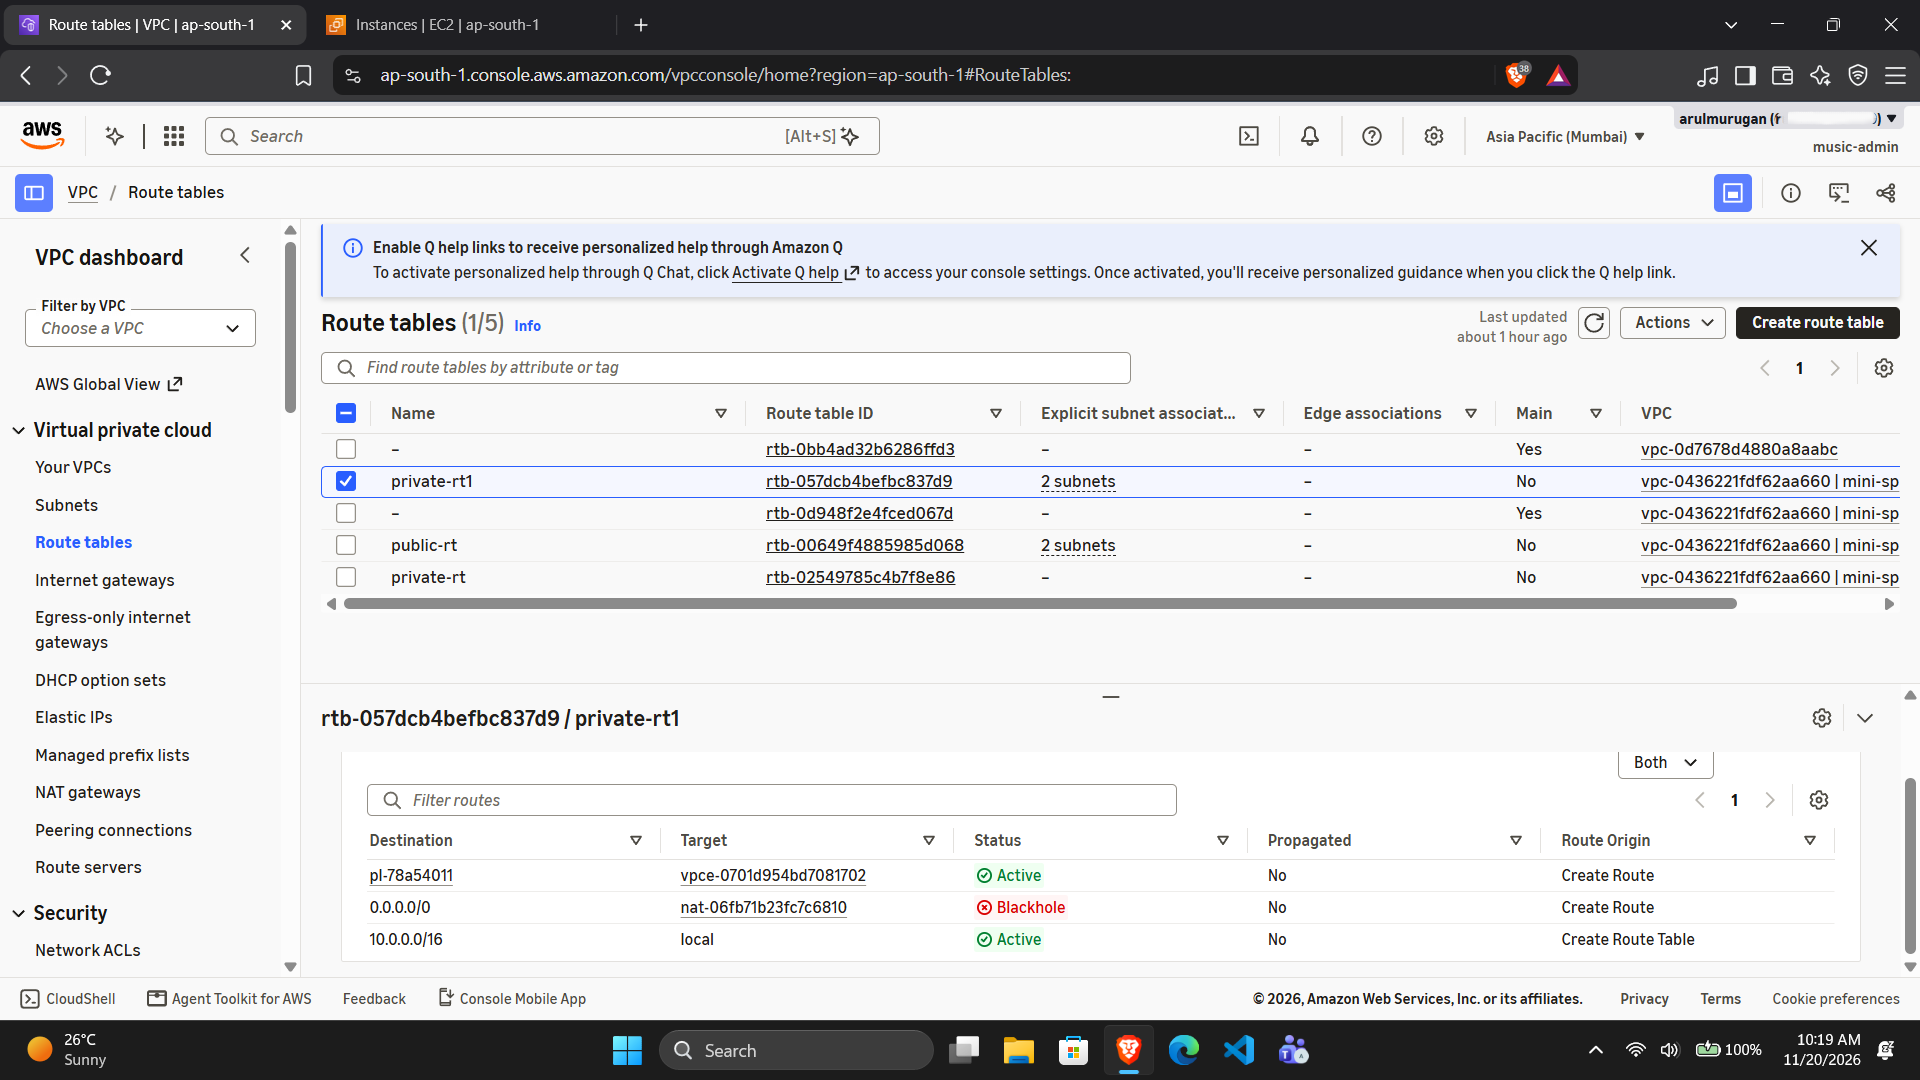 Route tables | VPC | ap-south-1
Instances | EC2 | ap-south-1
ap-south-1.console.aws.amazon.com/vpcconsole/home?region=ap-south-1#RouteTables:
38
aws
Search
[Alt+S]
Asia Pacific (Mumbai)
arulmurugan (
)
music-admin
VPC / Route tables
VPC dashboard
Filter by VPC
Choose a VPC
AWS Global View
Virtual private cloud
Your VPCs
Subnets
Route tables
Internet gateways
Egress-only internet
gateways
DHCP option sets
Elastic IPs
Managed prefix lists
NAT gateways
Peering connections
Route servers
Security
Network ACLs
Enable Q help links to receive personalized help through Amazon Q
To activate personalized help through Q Chat, click Activate Q help to access your console settings. Once activated, you'll receive personalized guidance when you click the Q help link.
Route tables (1/5) Info
Last updated
about 1 hour ago
Actions
Create route table
Find route tables by attribute or tag
1
Name Route table ID Explicit subnet associat... Edge associations Main VPC
– rtb-0bb4ad32b6286ffd3 – – Yes vpc-0d7678d4880a8aabc
private-rt1 rtb-057dcb4befbc837d9 2 subnets – No vpc-0436221fdf62aa660 | mini-sp
– rtb-0d948f2e4fced067d – – Yes vpc-0436221fdf62aa660 | mini-sp
public-rt rtb-00649f4885985d068 2 subnets – No vpc-0436221fdf62aa660 | mini-sp
private-rt rtb-02549785c4b7f8e86 – – No vpc-0436221fdf62aa660 | mini-sp
rtb-057dcb4befbc837d9 / private-rt1
Both
Filter routes
1
Destination Target Status Propagated Route Origin
pl-78a54011 vpce-0701d954bd7081702 Active No Create Route
0.0.0.0/0 nat-06fb71b23fc7c6810 Blackhole No Create Route
10.0.0.0/16 local Active No Create Route Table
CloudShell Agent Toolkit for AWS Feedback Console Mobile App
© 2026, Amazon Web Services, Inc. or its affiliates. Privacy Terms Cookie preferences
26°C
Sunny
Search
100%
10:19 AM
11/20/2026